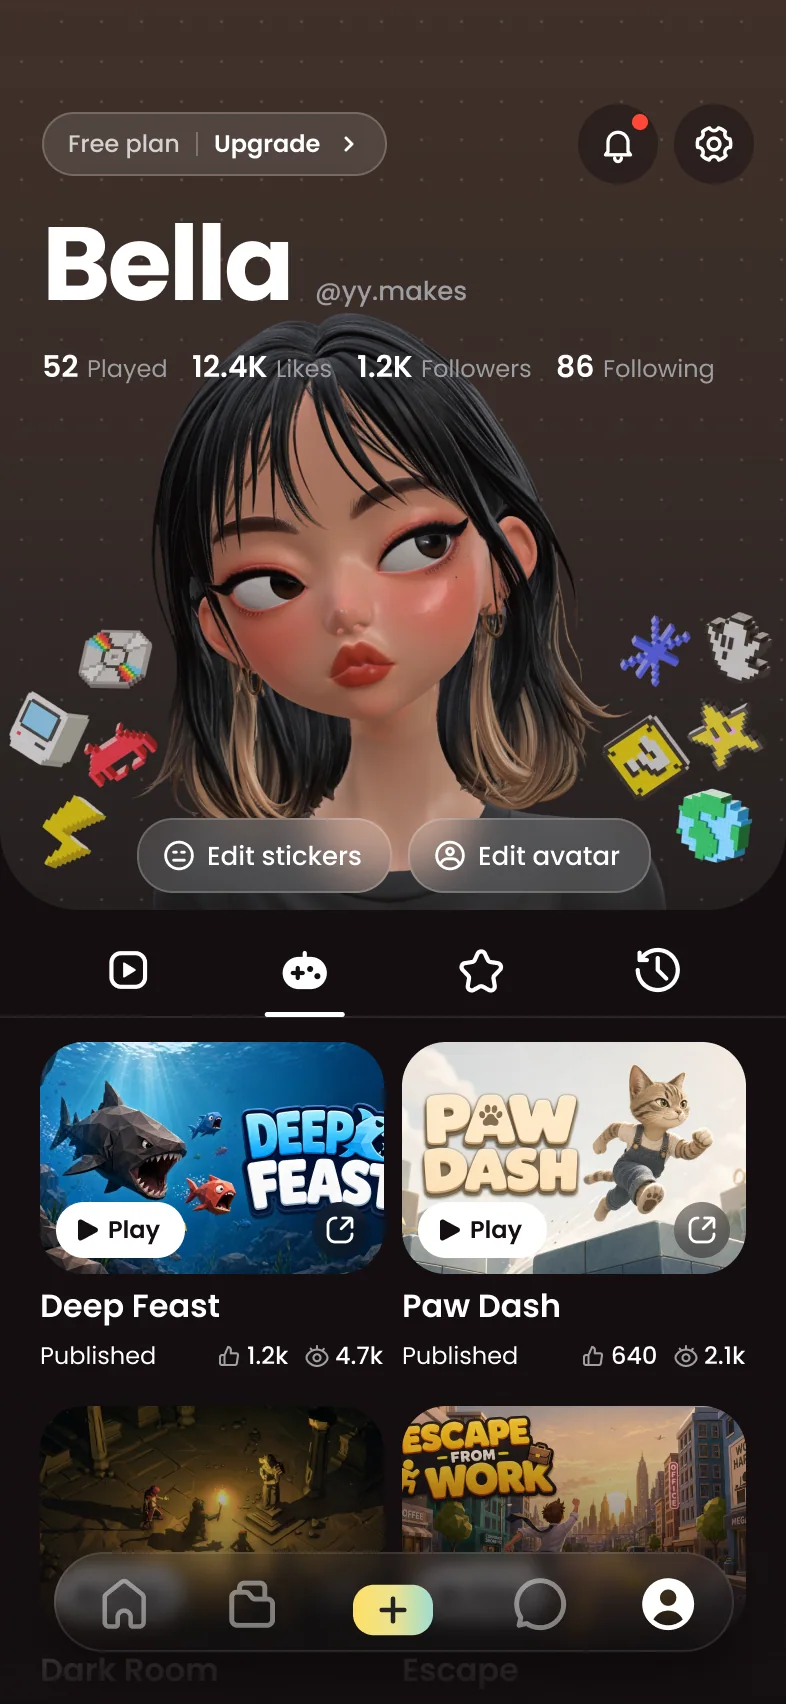 Free plan | Upgrade
Bella @yy.makes
52 Played 12.4K Likes 1.2K Followers 86 Following
Edit stickers Edit avatar
DEEP
FEAST
PAW
DASH
Play
Play
Deep Feast
Paw Dash
Published 1.2k 4.7k
Published 640 2.1k
ESCAPE
FROM
WORK
OFFICE
Dark Room
Escape